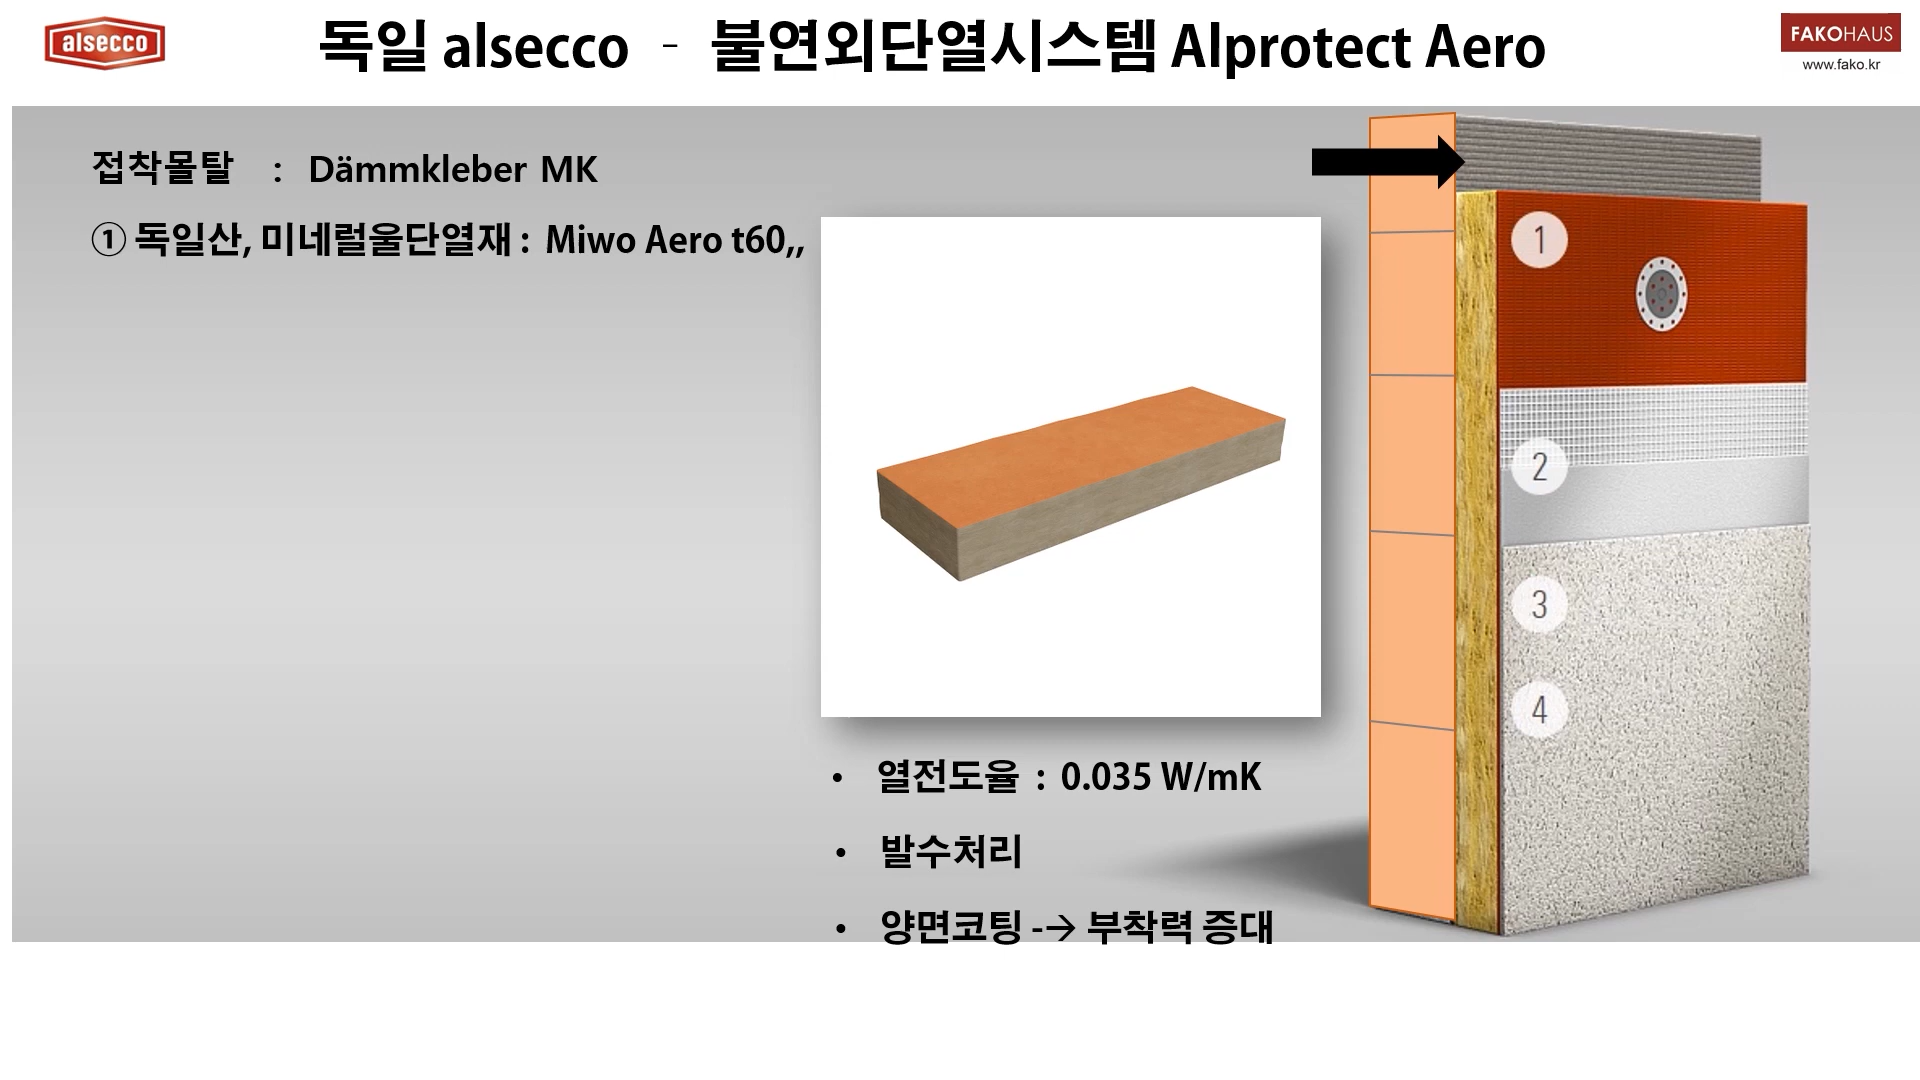 alsecco
독일 alsecco - 불연외단열시스템 Alprotect Aero
FAKOHAUS
www.fako.kr
접착몰탈 : Dämmkleber MK
① 독일산, 미네럴울단열재 : Miwo Aero t60,,
1
2
3
4
• 열전도율 : 0.035 W/mK
• 발수처리
• 양면코팅 -→ 부착력 증대